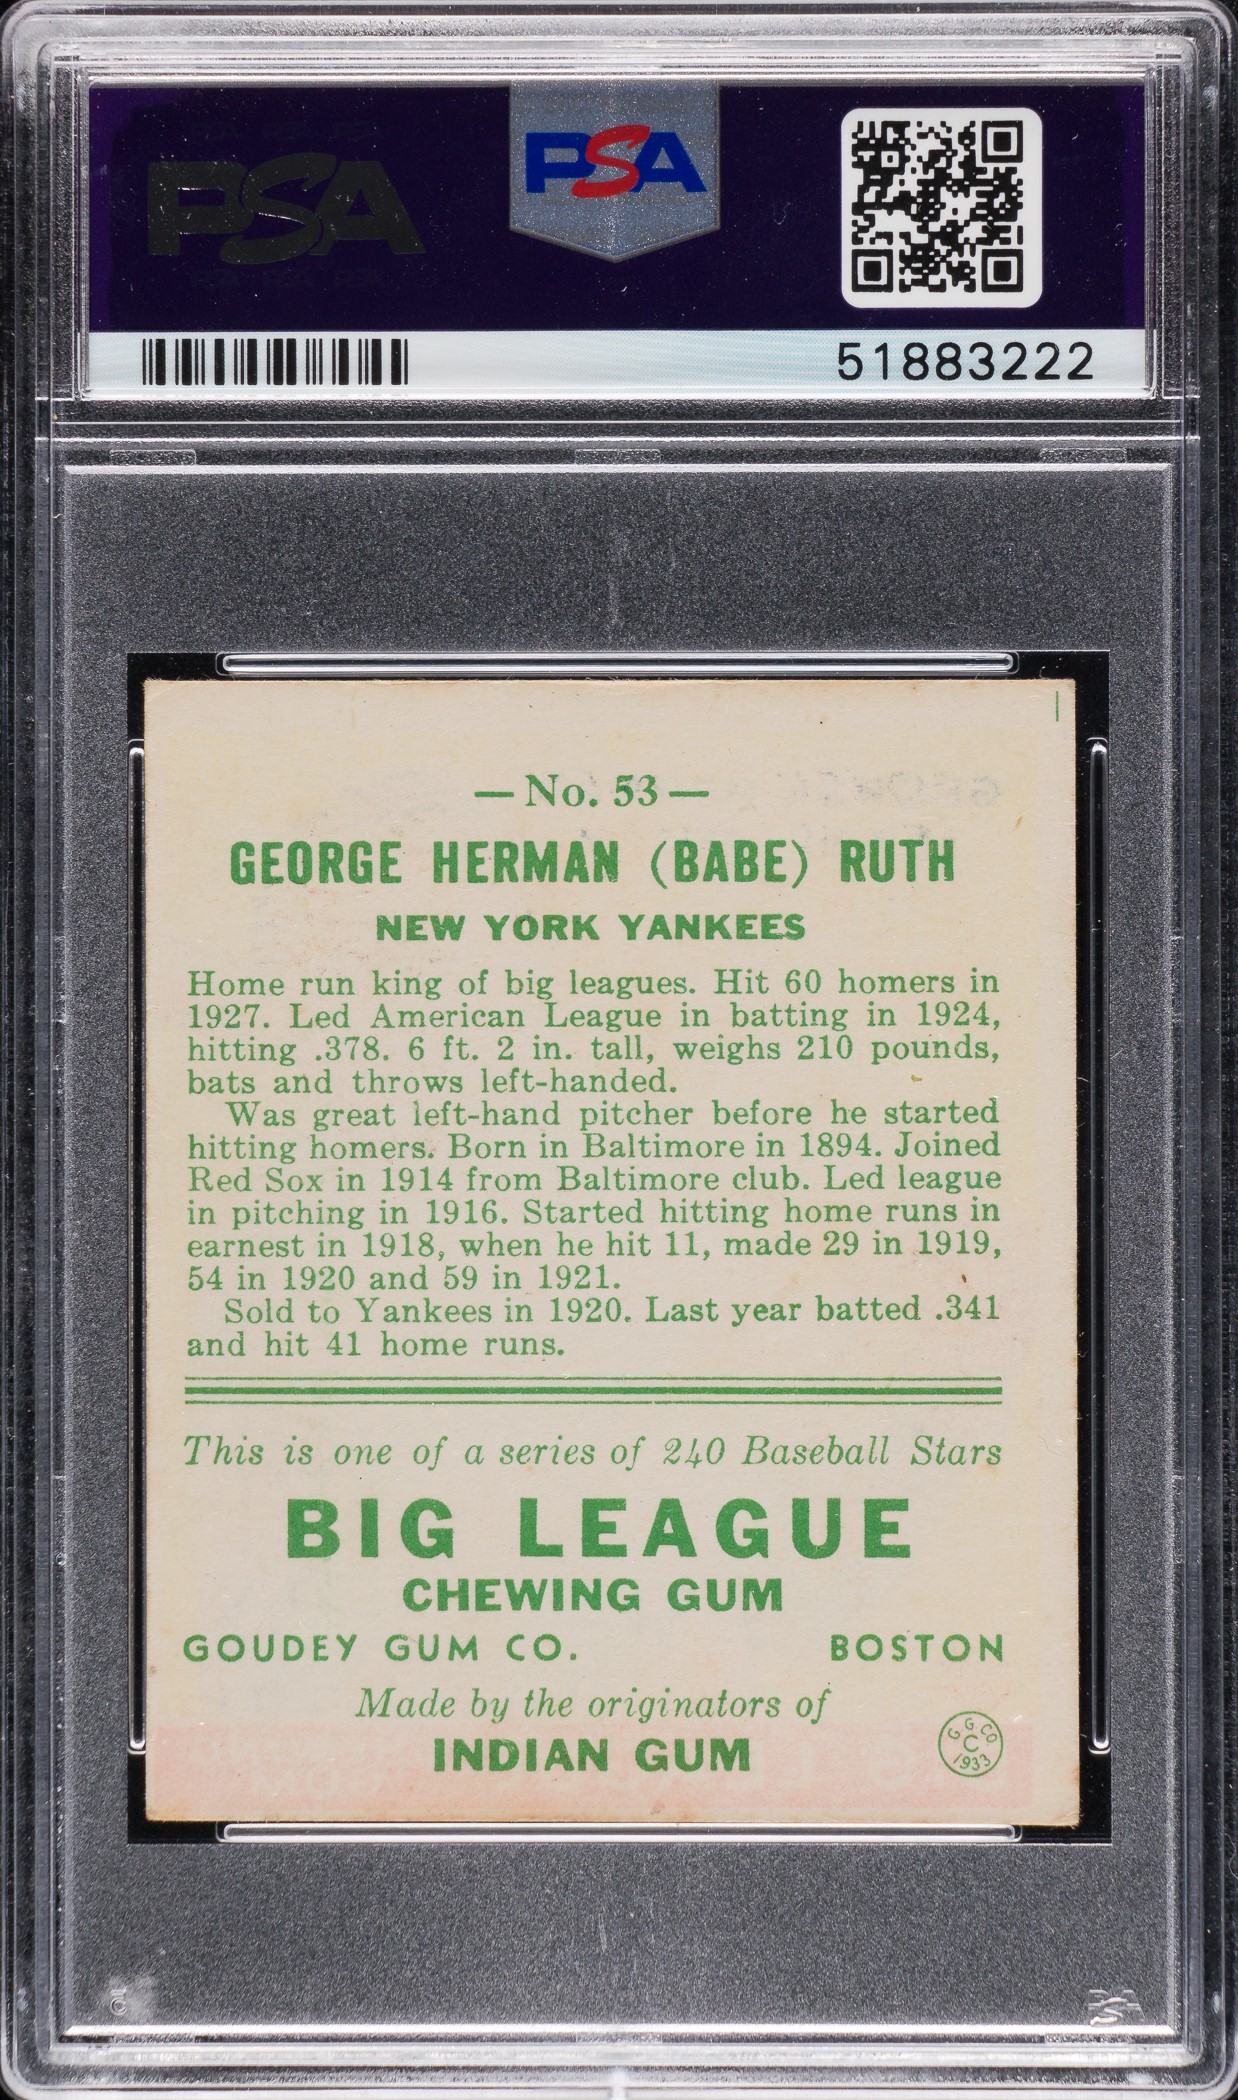 PSA
PSA
51883222
— No. 53 —
GEORGE HERMAN (BABE) RUTH
NEW YORK YANKEES
Home run king of big leagues. Hit 60 homers in
1927. Led American League in batting in 1924,
hitting .378. 6 ft. 2 in. tall, weighs 210 pounds,
bats and throws left-handed.
Was great left-hand pitcher before he started
hitting homers. Born in Baltimore in 1894. Joined
Red Sox in 1914 from Baltimore club. Led league
in pitching in 1916. Started hitting home runs in
earnest in 1918, when he hit 11, made 29 in 1919,
54 in 1920 and 59 in 1921.
Sold to Yankees in 1920. Last year batted .341
and hit 41 home runs.
This is one of a series of 240 Baseball Stars
BIG LEAGUE
CHEWING GUM
GOUDEY GUM CO. BOSTON
Made by the originators of
INDIAN GUM
G. G. CO.
C
1933
PSA